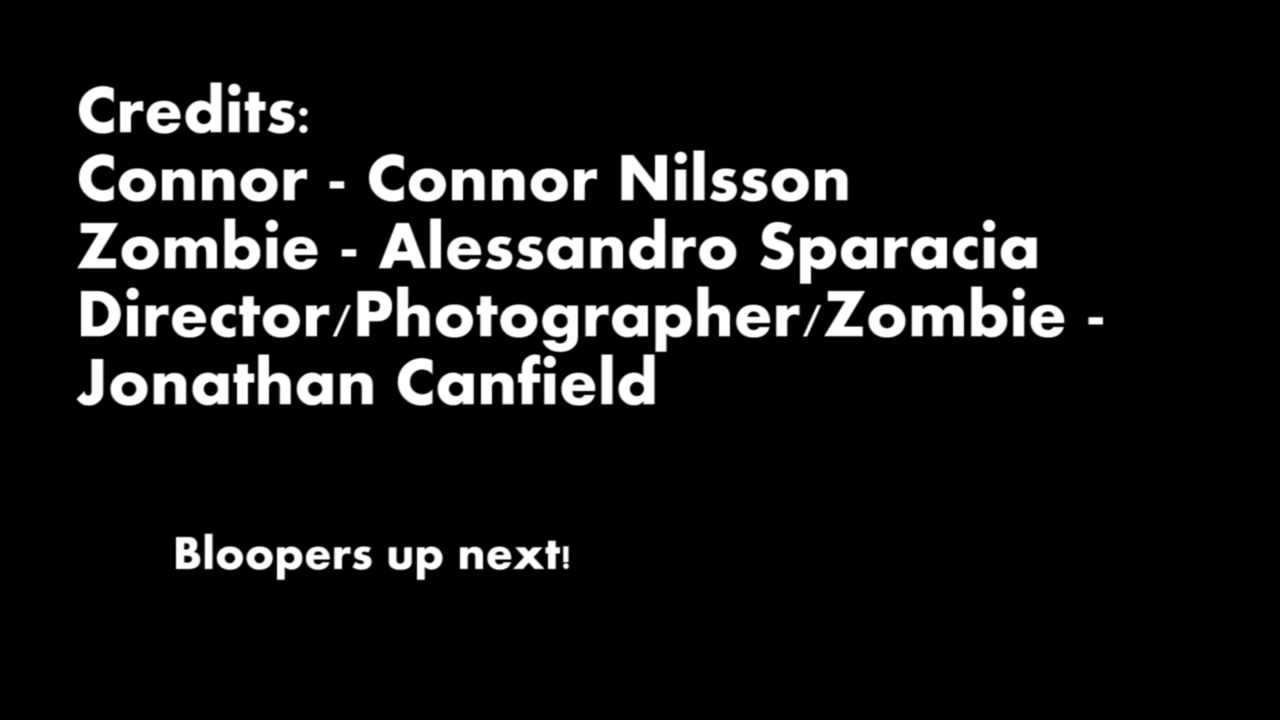 Credits:
Connor - Connor Nilsson
Zombie - Alessandro Sparacia
Director/Photographer/Zombie -
Jonathan Canfield
Bloopers up next!